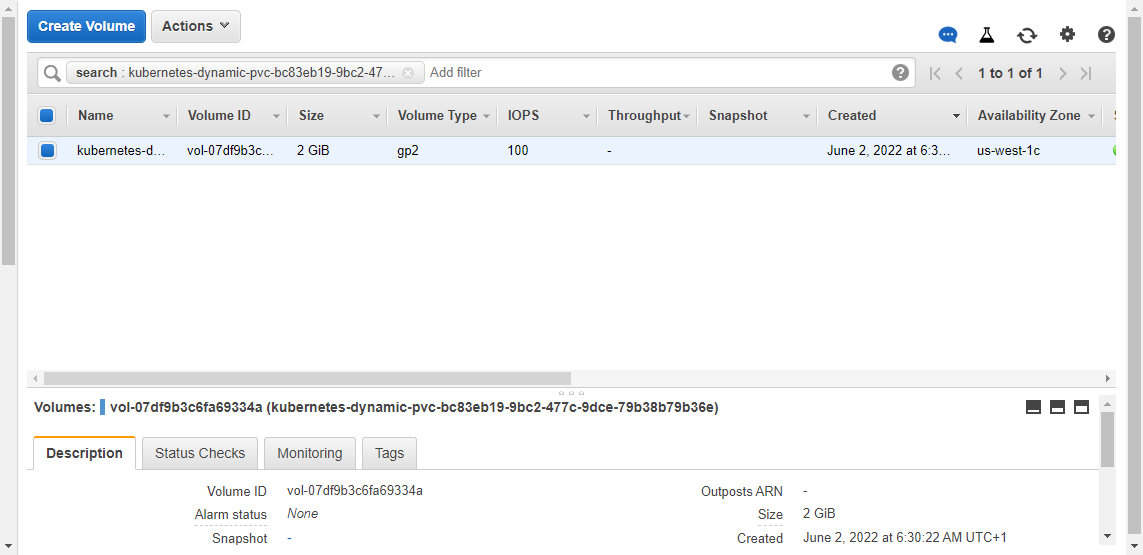 Create Volume Actions
search : kubernetes-dynamic-pvc-bc83eb19-9bc2-47... Add filter 1 to 1 of 1
Name Volume ID Size Volume Type IOPS Throughput Snapshot Created Availability Zone
kubernetes-d... vol-07df9b3c... 2 GiB gp2 100 - June 2, 2022 at 6:3... us-west-1c
Volumes: vol-07df9b3c6fa69334a (kubernetes-dynamic-pvc-bc83eb19-9bc2-477c-9dce-79b38b79b36e)
Description Status Checks Monitoring Tags
Volume ID vol-07df9b3c6fa69334a Outposts ARN -
Alarm status None Size 2 GiB
Snapshot - Created June 2, 2022 at 6:30:22 AM UTC+1